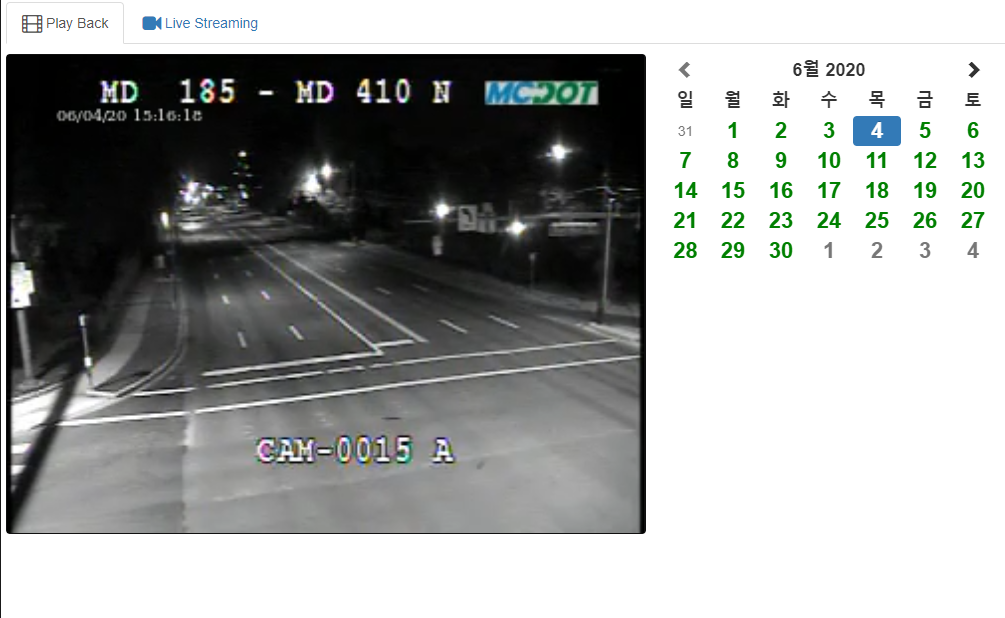 Play Back
Live Streaming
MD 185 - MD 410 N MCDOT
06/04/20 15:16:18
CAM-0015 A
6월 2020
일 월 화 수 목 금 토
31 1 2 3 4 5 6
7 8 9 10 11 12 13
14 15 16 17 18 19 20
21 22 23 24 25 26 27
28 29 30 1 2 3 4